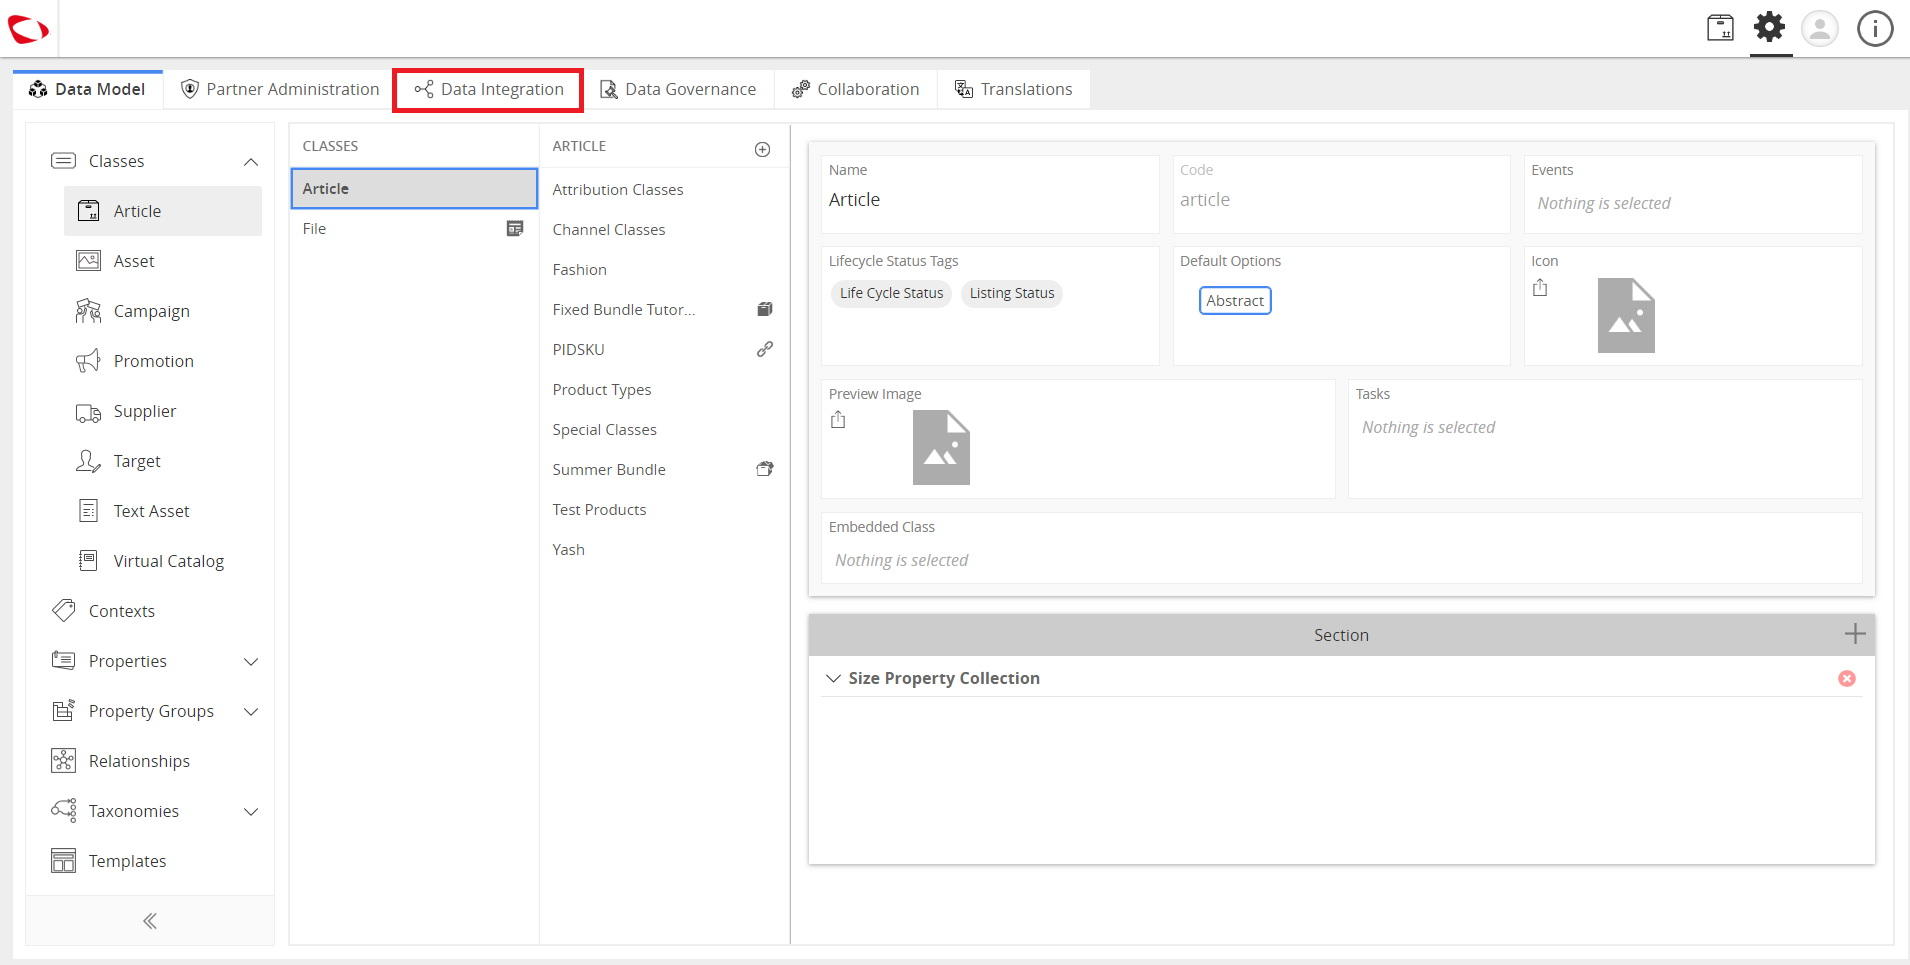 Data Model
Partner Administration
Data Integration
Data Governance
Collaboration
Translations
Classes
Article
Asset
Campaign
Promotion
Supplier
Target
Text Asset
Virtual Catalog
Contexts
Properties
Property Groups
Relationships
Taxonomies
Templates
CLASSES
Article
File
ARTICLE
Attribution Classes
Channel Classes
Fashion
Fixed Bundle Tutor...
PIDSKU
Product Types
Special Classes
Summer Bundle
Test Products
Yash
Name
Article
Code
article
Events
Nothing is selected
Lifecycle Status Tags
Life Cycle Status
Listing Status
Default Options
Abstract
Icon
Preview Image
Tasks
Nothing is selected
Embedded Class
Nothing is selected
Section
Size Property Collection